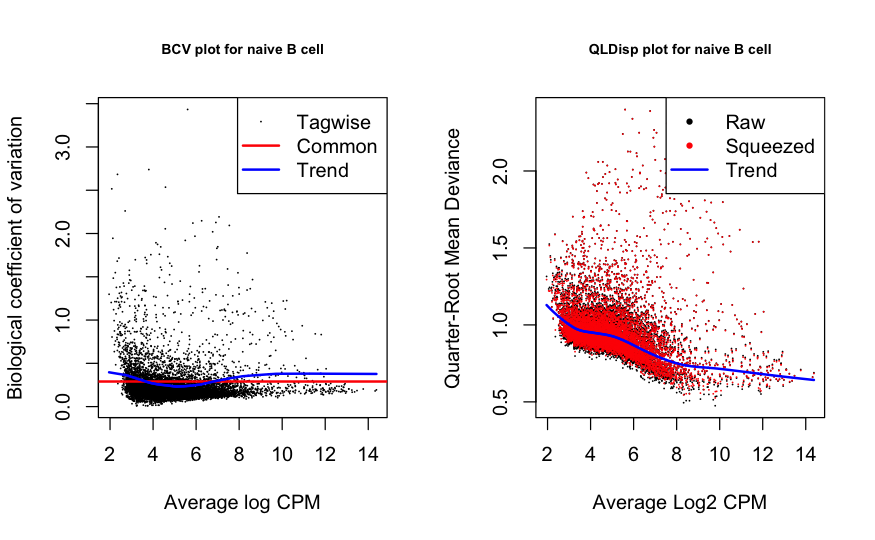 BCV plot for naive B cell
Biological coefficient of variation
0.0 1.0 2.0 3.0
Tagwise
Common
Trend
2 4 6 8 10 12 14
Average log CPM
QLDisp plot for naive B cell
Quarter-Root Mean Deviance
0.5 1.0 1.5 2.0
Raw
Squeezed
Trend
2 4 6 8 10 12 14
Average Log2 CPM